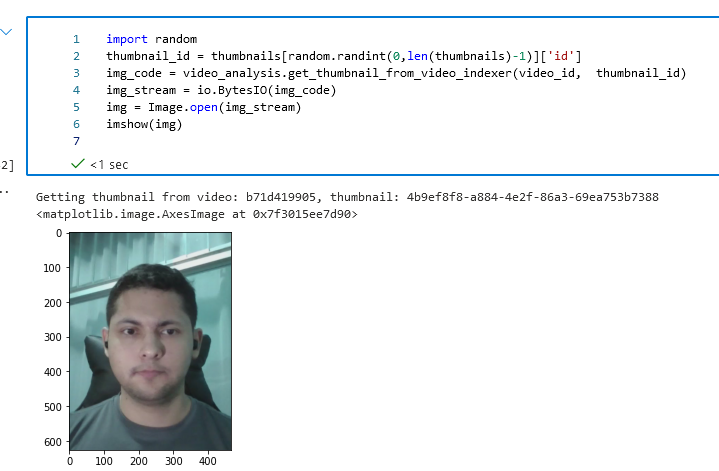 1 import random
2 thumbnail_id = thumbnails[random.randint(0,len(thumbnails)-1)]['id']
3 img_code = video_analysis.get_thumbnail_from_video_indexer(video_id,  thumbnail_id)
4 img_stream = io.BytesIO(img_code)
5 img = Image.open(img_stream)
6 imshow(img)
7
2] <1 sec
..
Getting thumbnail from video: b71d419905, thumbnail: 4b9ef8f8-a884-4e2f-86a3-69ea753b7388
<matplotlib.image.AxesImage at 0x7f3015ee7d90>
0
100
200
300
400
500
600
0 100 200 300 400